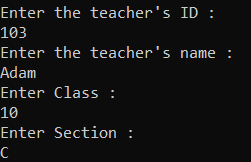 Enter the teacher's ID :
103
Enter the teacher's name :
Adam
Enter Class :
10
Enter Section :
C